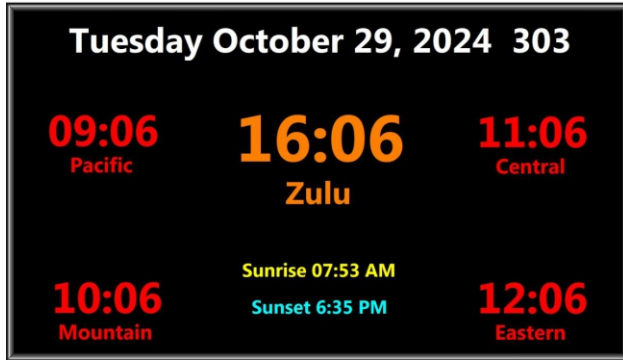 Tuesday October 29, 2024 303
09:06
Pacific
16:06
Zulu
11:06
Central
Sunrise 07:53 AM
Sunset 6:35 PM
10:06
Mountain
12:06
Eastern